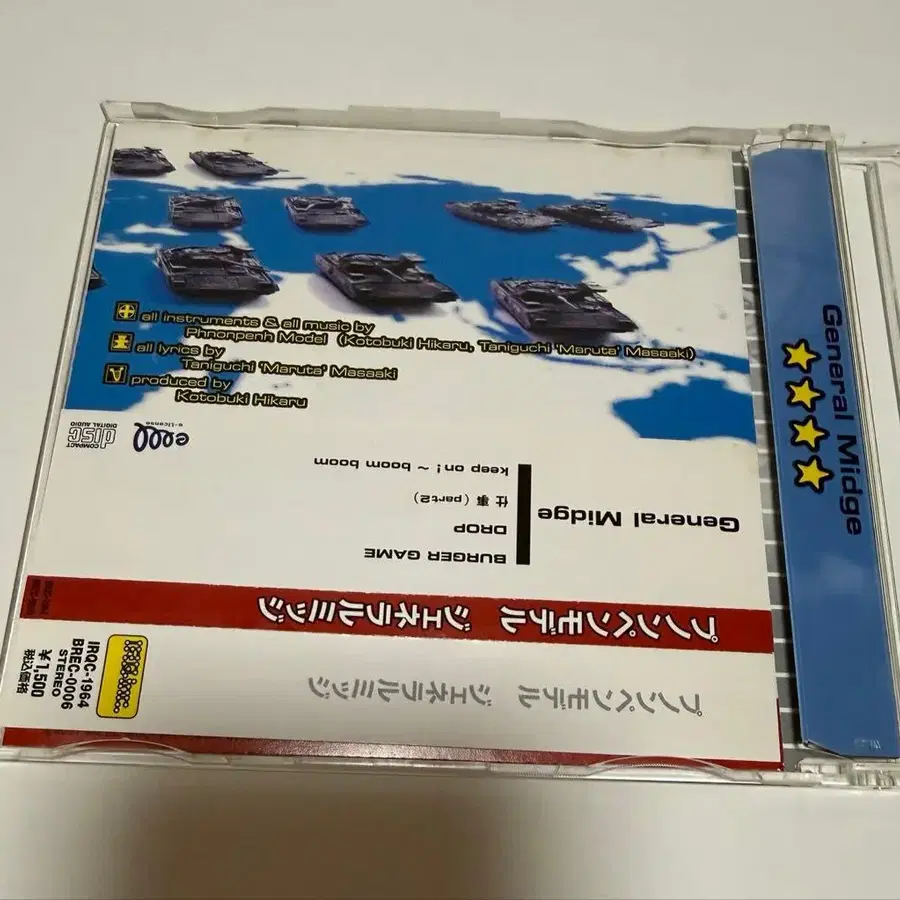 all instruments & all music by
Phnonpenh Model (Kotobuki Hikaru, Taniguchi 'Maruta' Masaaki)
all lyrics by
Taniguchi 'Maruta' Masaaki
produced by
Kotobuki Hikaru
COMPACT
disc
DIGITAL AUDIO
e-License
General Midge
BURGER GAME
DROP
仕事 (part2)
keep on! ~ boom boom
プノンペンモデル ジェネラルミッジ
プノンペンモデル ジェネラルミッジ
IRQC-1964
BREC-0006
STEREO
¥1,500
税込価格
General Midge